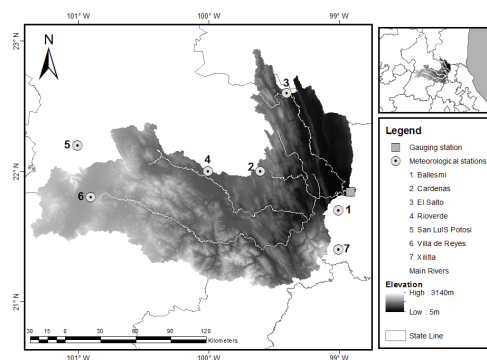 101°W 100°W 99°W
23°N
22°N
21°N
N
3
5
4
2
6
1
7
30 15 0 30 60 90 120
Kilometers
101°W 100°W 99°W
Legend
Gauging station
Meteorological stations
1. Ballesmi
2. Cardenas
3. El Salto
4. Rioverde
5. San LuiS Potosi
6. Villa de Reyes
7. Xilitla
Main Rivers
Elevation
High : 3140m
Low : 5m
State Line